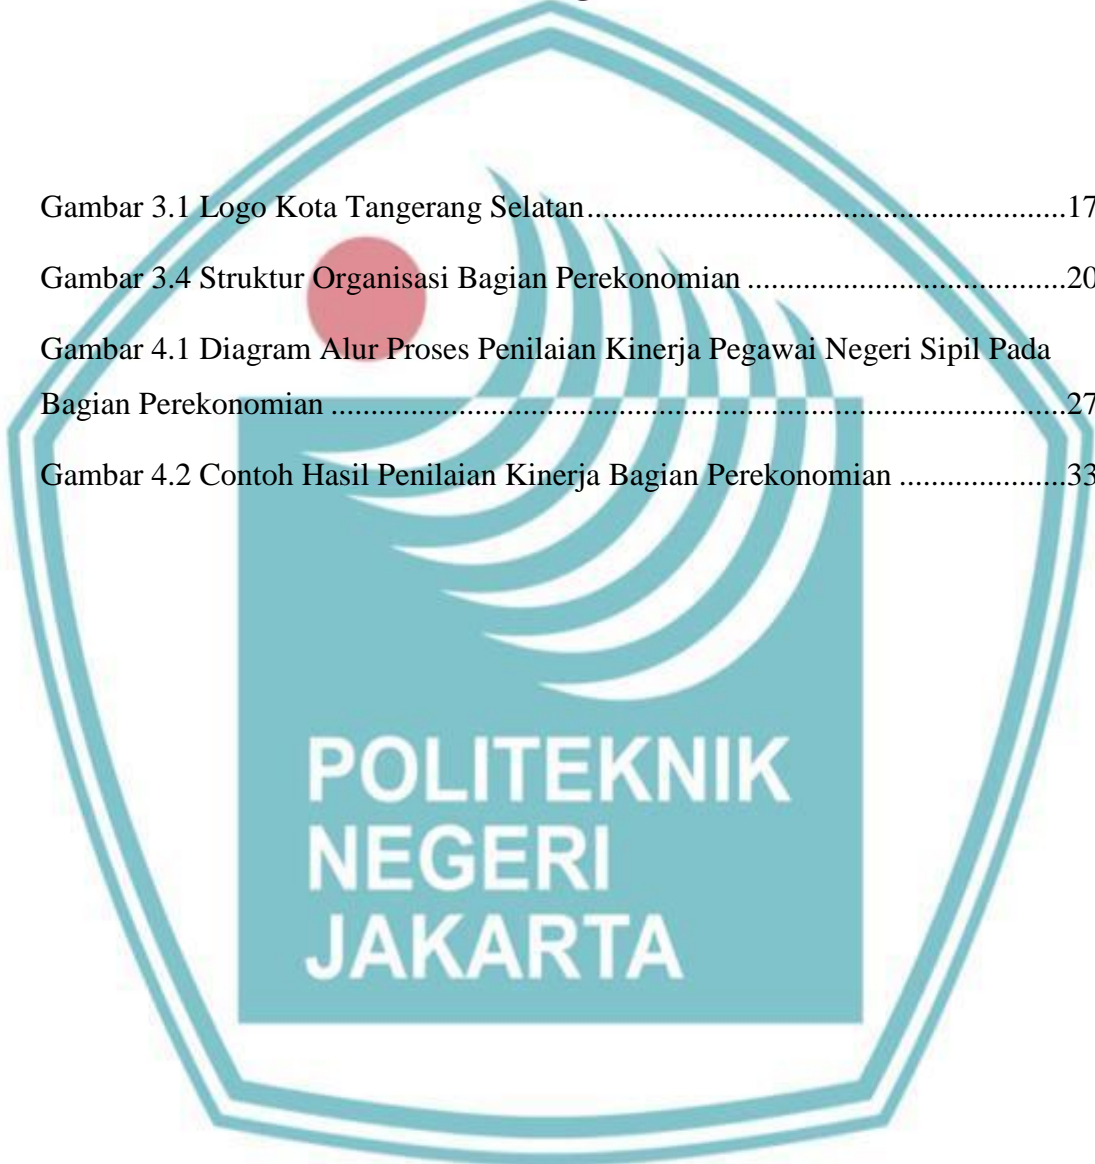 Gambar 3.1 Logo Kota Tangerang Selatan....................................................17
Gambar 3.4 Struktur Organisasi Bagian Perekonomian ..................................20
Gambar 4.1 Diagram Alur Proses Penilaian Kinerja Pegawai Negeri Sipil Pada
Bagian Perekonomian ...............................................................................27
Gambar 4.2 Contoh Hasil Penilaian Kinerja Bagian Perekonomian ..................33
POLITEKNIK
NEGERI
JAKARTA